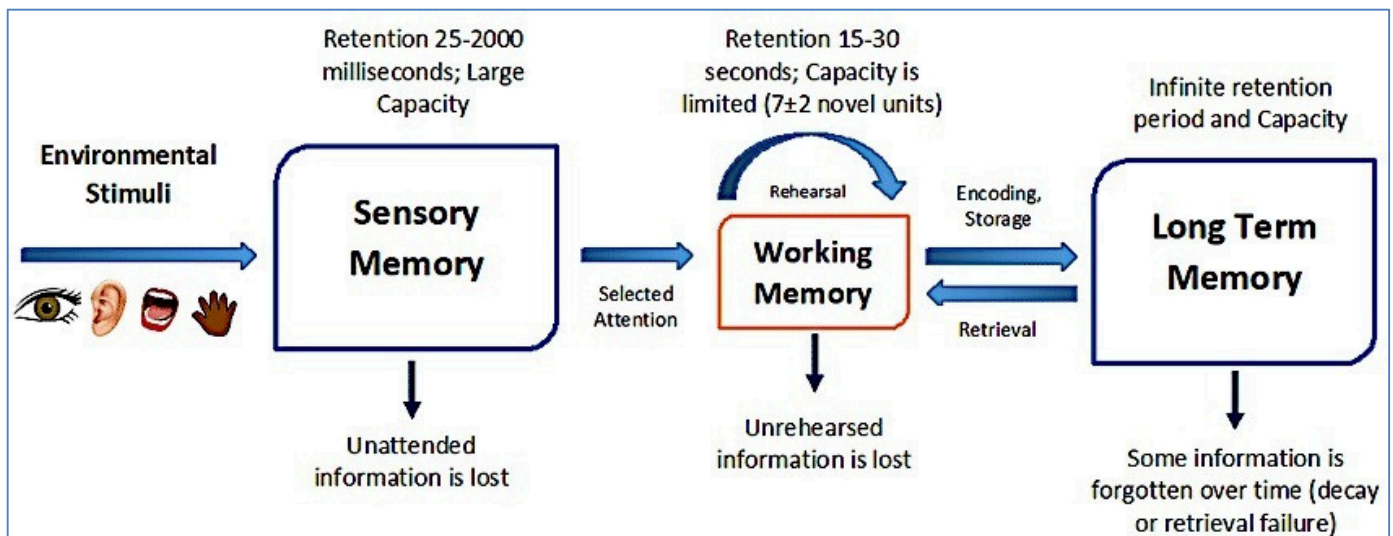 Retention 25-2000
milliseconds; Large
Capacity
Retention 15-30
seconds; Capacity is
limited (7±2 novel units)
Infinite retention
period and Capacity
Environmental
Stimuli
Sensory
Memory
Selected
Attention
Rehearsal
Working
Memory
Encoding,
Storage
Retrieval
Long Term
Memory
Unattended
information is lost
Unrehearsed
information is lost
Some information is
forgotten over time (decay
or retrieval failure)